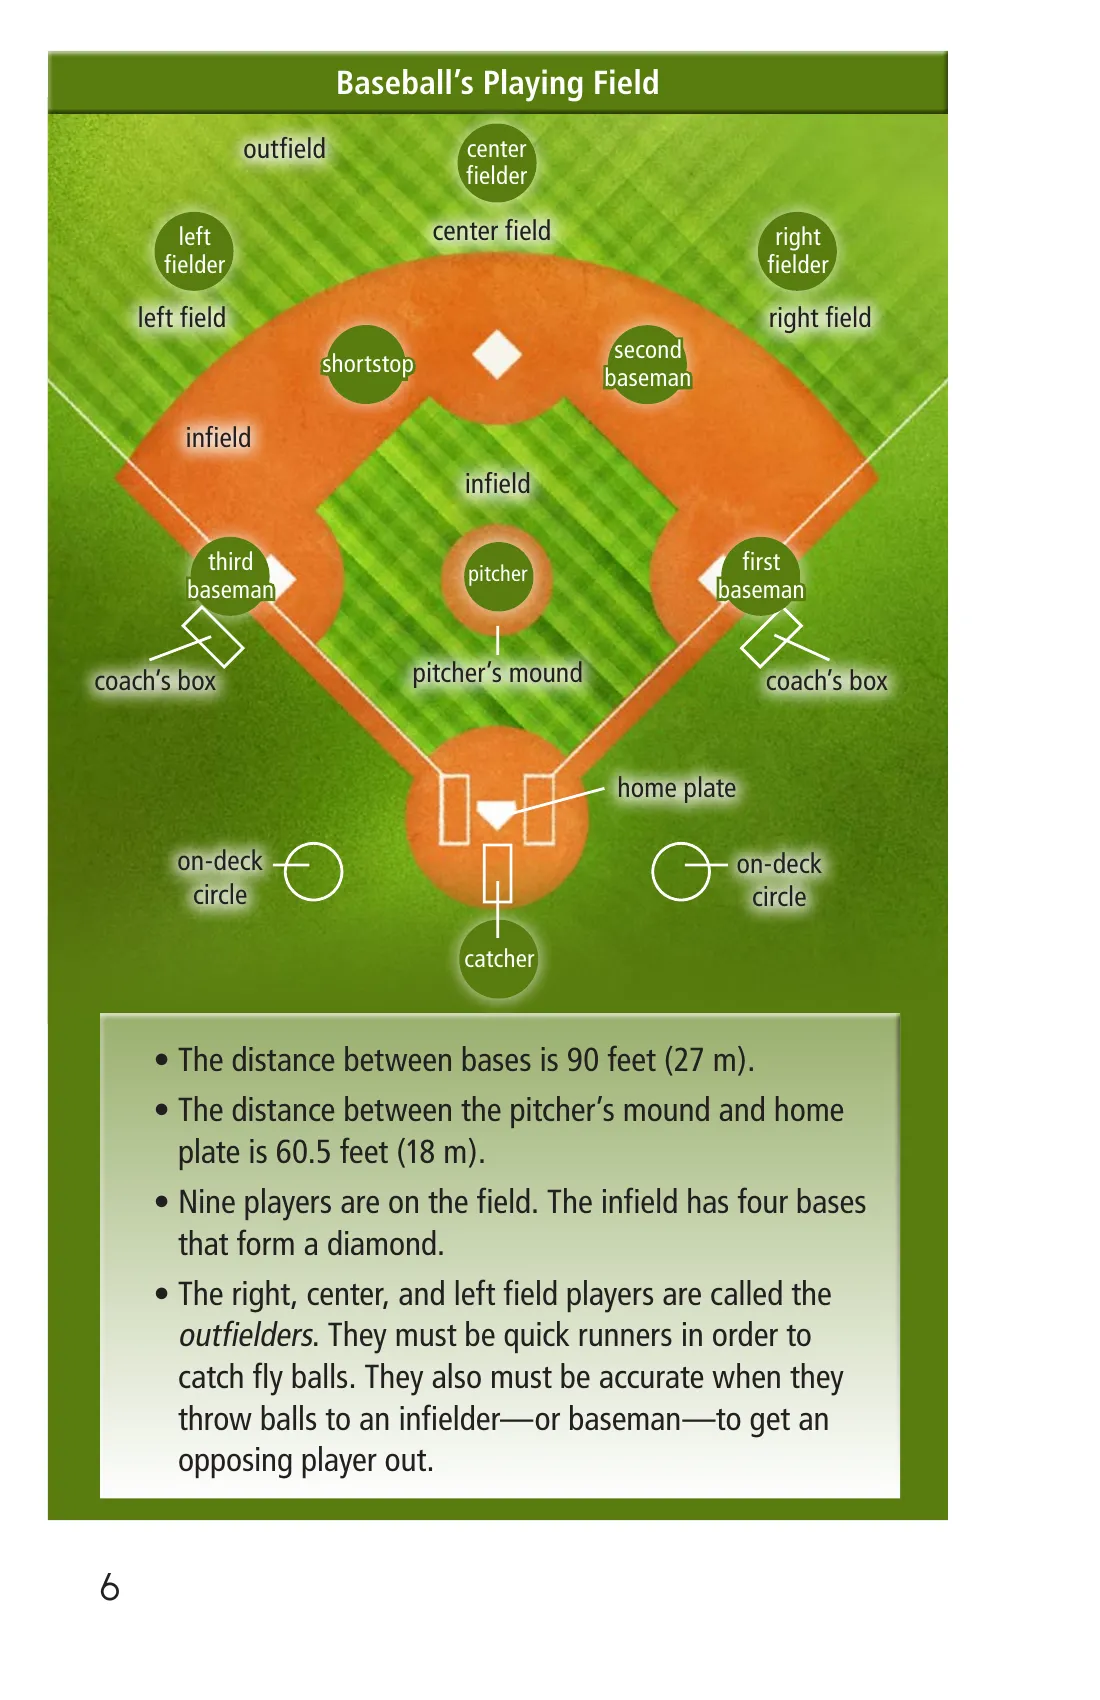 Baseball’s Playing Field
outfield
center
fielder
center field
left
fielder
right
fielder
left field
right field
shortstop
second
baseman
infield
infield
third
baseman
pitcher
first
baseman
pitcher’s mound
coach’s box
coach’s box
home plate
on-deck
circle
on-deck
circle
catcher
• The distance between bases is 90 feet (27 m).
• The distance between the pitcher’s mound and home
plate is 60.5 feet (18 m).
• Nine players are on the field. The infield has four bases
that form a diamond.
• The right, center, and left field players are called the
outfielders. They must be quick runners in order to
catch fly balls. They also must be accurate when they
throw balls to an infielder—or baseman—to get an
opposing player out.
6